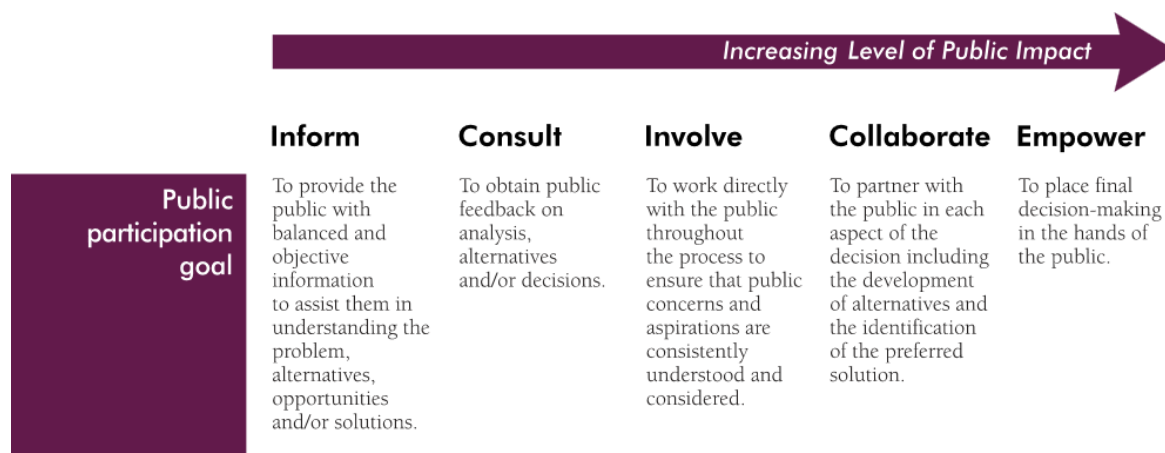 Increasing Level of Public Impact
Inform
Consult
Involve
Collaborate
Empower
Public
participation
goal
To provide the
public with
balanced and
objective
information
to assist them in
understanding the
problem,
alternatives,
opportunities
and/or solutions.
To obtain public
feedback on
analysis,
alternatives
and/or decisions.
To work directly
with the public
throughout
the process to
ensure that public
concerns and
aspirations are
consistently
understood and
considered.
To partner with
the public in each
aspect of the
decision including
the development
of alternatives and
the identification
of the preferred
solution.
To place final
decision-making
in the hands of
the public.